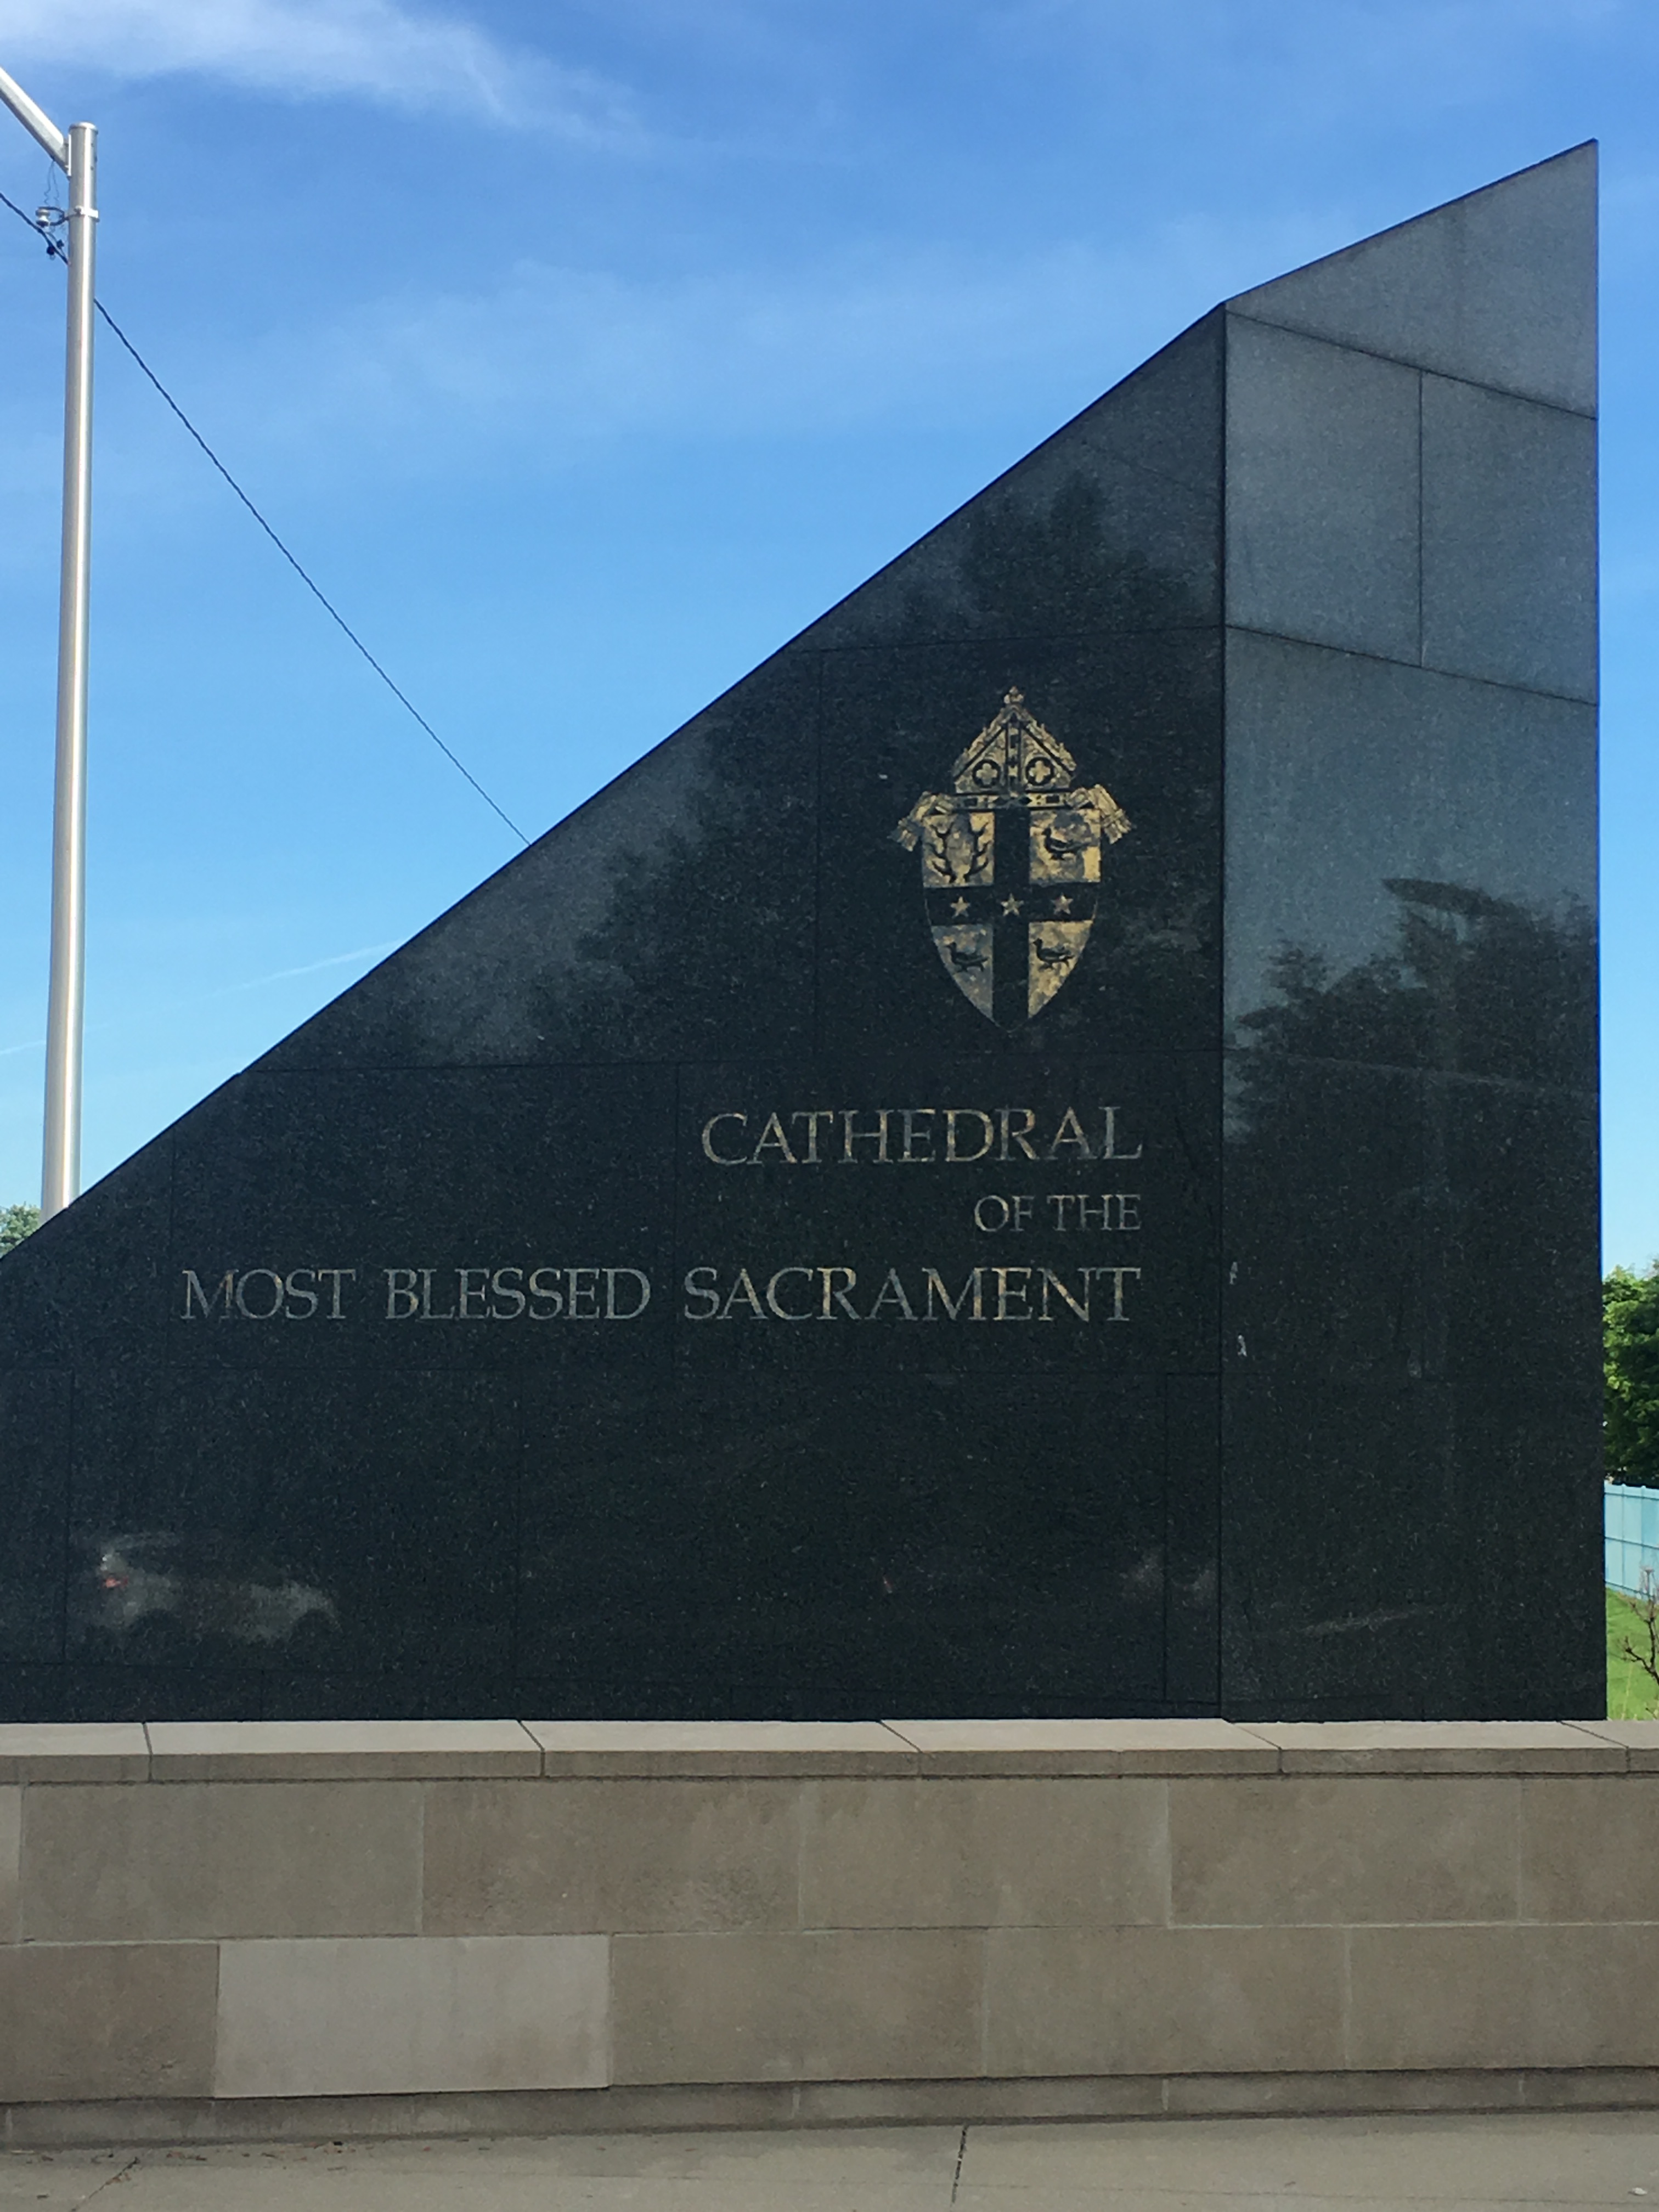 CATHEDRAL
OF THE
MOST BLESSED SACRAMENT